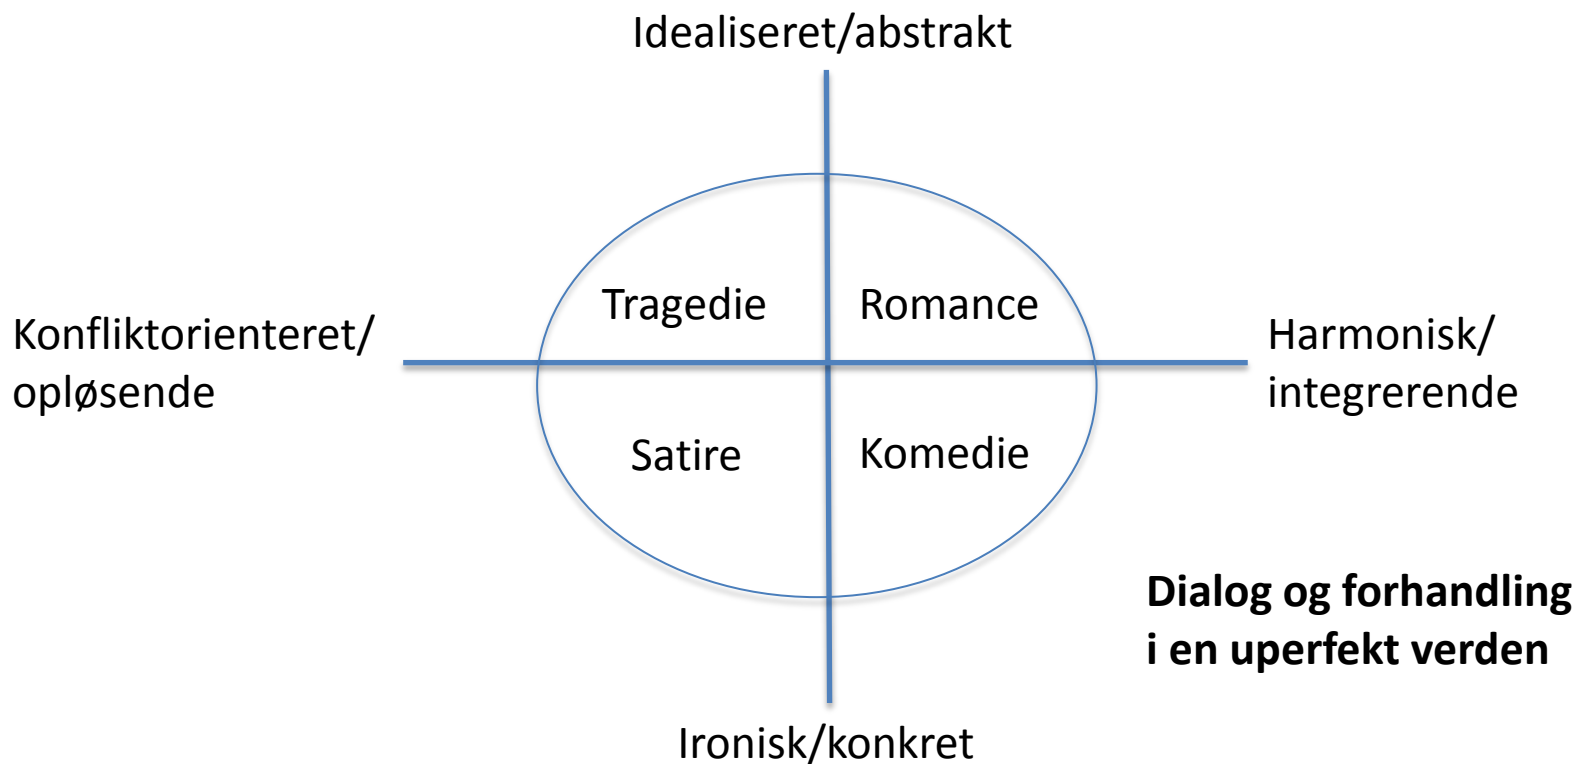 Idealiseret/abstrakt
Tragedie
Romance
Konfliktorienteret/
opløsende
Harmonisk/
integrerende
Satire
Komedie
Dialog og forhandling
i en uperfekt verden
Ironisk/konkret